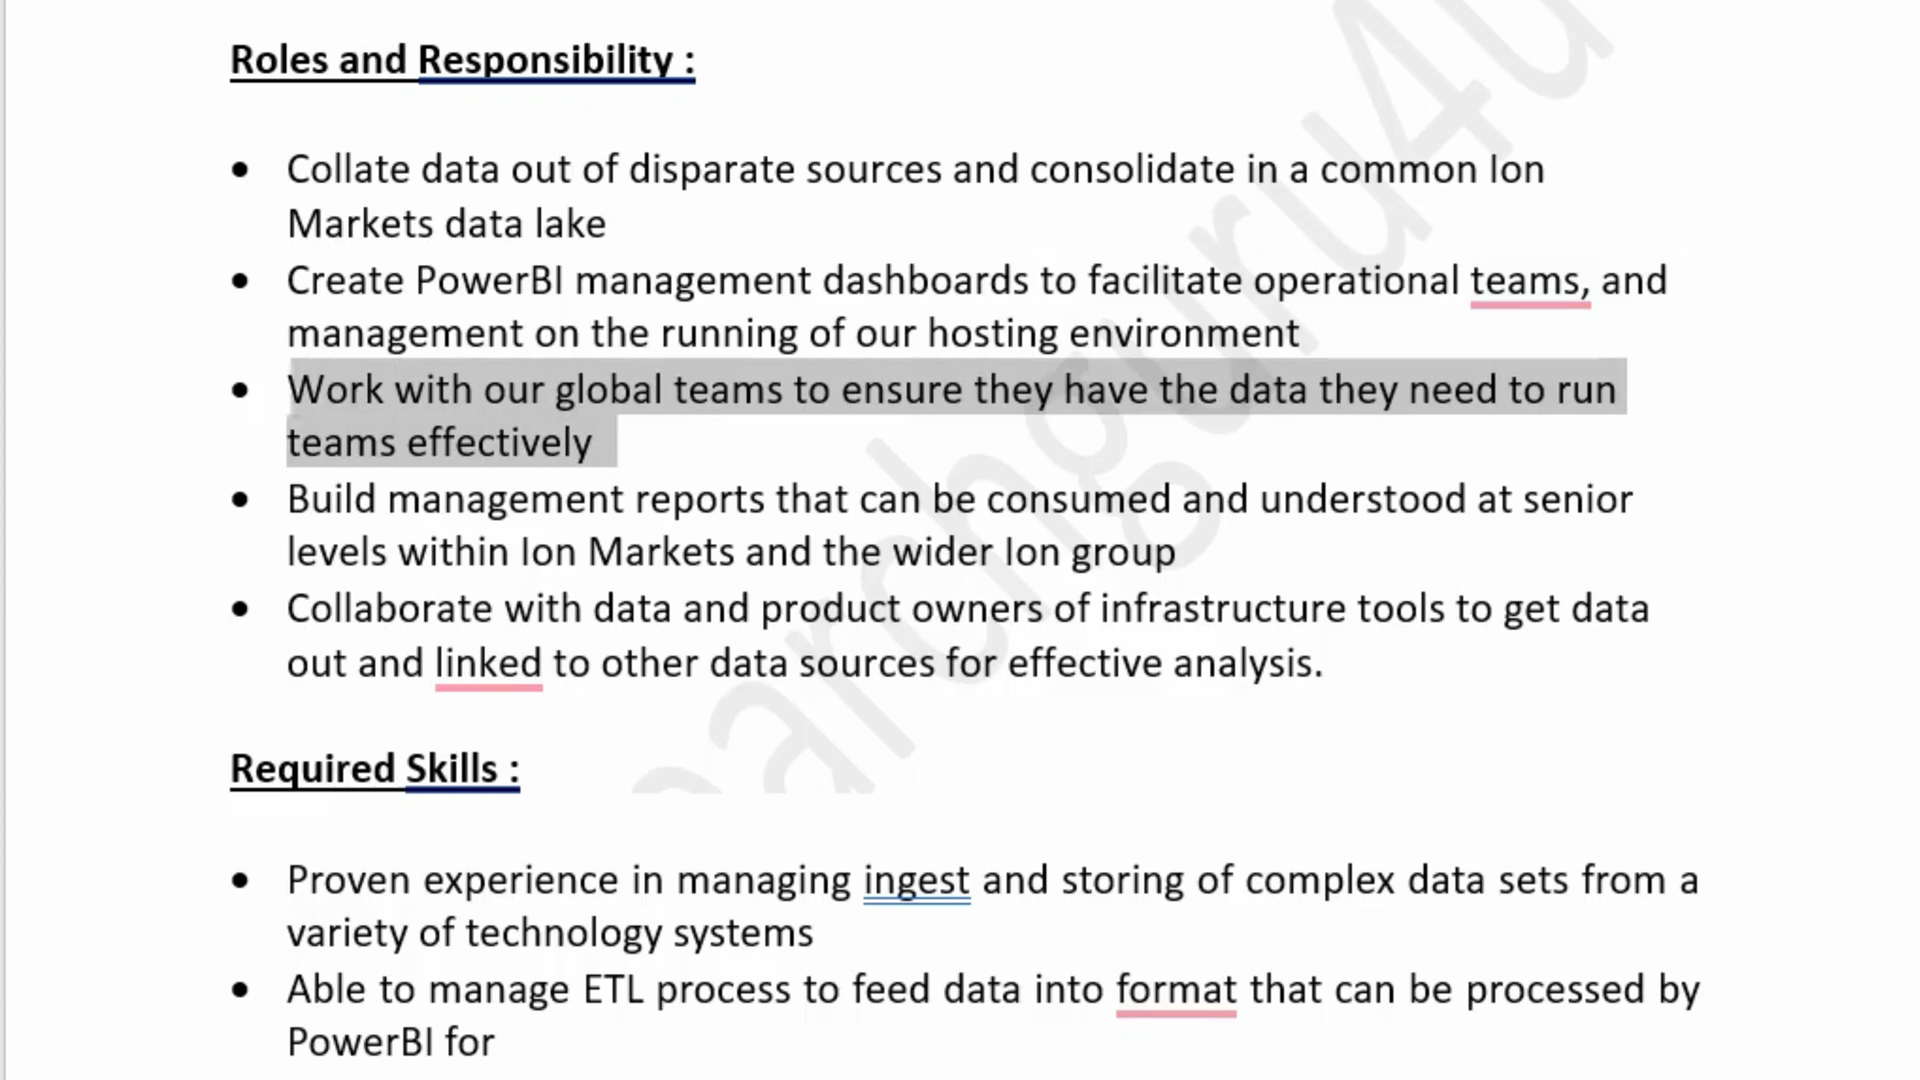 Roles and Responsibility :
• Collate data out of disparate sources and consolidate in a common Ion
Markets data lake
• Create PowerBI management dashboards to facilitate operational teams, and
management on the running of our hosting environment
• Work with our global teams to ensure they have the data they need to run
teams effectively
• Build management reports that can be consumed and understood at senior
levels within Ion Markets and the wider Ion group
• Collaborate with data and product owners of infrastructure tools to get data
out and linked to other data sources for effective analysis.
Required Skills :
• Proven experience in managing ingest and storing of complex data sets from a
variety of technology systems
• Able to manage ETL process to feed data into format that can be processed by
PowerBI for